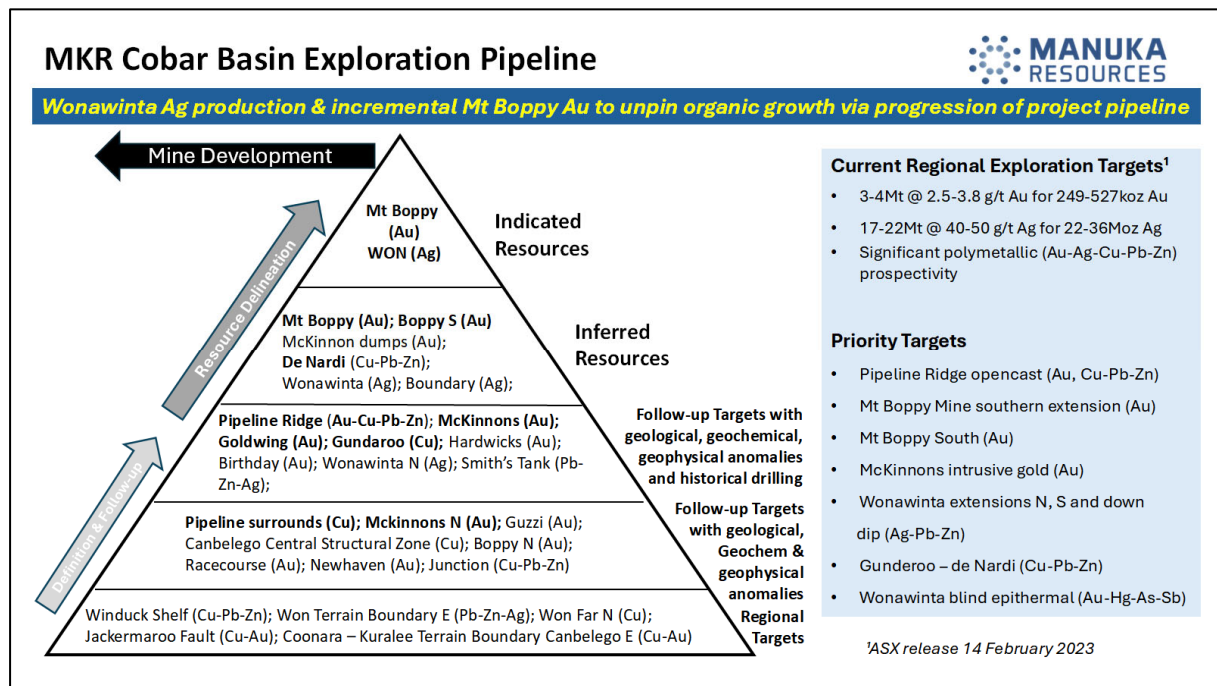 MKR Cobar Basin Exploration Pipeline
MANUKA
RESOURCES
Wonawinta Ag production & incremental Mt Boppy Au to unpin organic growth via progression of project pipeline
Mine Development
Resource Delineation
Definition & Follow-up
Mt Boppy
(Au)
WON (Ag)
Indicated
Resources
Mt Boppy (Au); Boppy S (Au)
McKinnon dumps (Au);
De Nardi (Cu-Pb-Zn);
Wonawinta (Ag); Boundary (Ag);
Inferred
Resources
Pipeline Ridge (Au-Cu-Pb-Zn); McKinnons (Au);
Goldwing (Au); Gundaroo (Cu); Hardwicks (Au);
Birthday (Au); Wonawinta N (Ag); Smith's Tank (Pb-
Zn-Ag);
Follow-up Targets with
geological, geochemical,
geophysical anomalies
and historical drilling
Pipeline surrounds (Cu); Mckinnons N (Au); Guzzi (Au);
Canbelego Central Structural Zone (Cu); Boppy N (Au);
Racecourse (Au); Newhaven (Au); Junction (Cu-Pb-Zn)
Follow-up Targets
with geological,
Geochem &
geophysical
anomalies
Winduck Shelf (Cu-Pb-Zn); Won Terrain Boundary E (Pb-Zn-Ag); Won Far N (Cu);
Jackermaroo Fault (Cu-Au); Coonara – Kuralee Terrain Boundary Canbelego E (Cu-Au)
Regional
Targets
Current Regional Exploration Targets¹
• 3-4Mt @ 2.5-3.8 g/t Au for 249-527koz Au
• 17-22Mt @ 40-50 g/t Ag for 22-36Moz Ag
• Significant polymetallic (Au-Ag-Cu-Pb-Zn)
prospectivity
Priority Targets
• Pipeline Ridge opencast (Au, Cu-Pb-Zn)
• Mt Boppy Mine southern extension (Au)
• Mt Boppy South (Au)
• McKinnons intrusive gold (Au)
• Wonawinta extensions N, S and down
dip (Ag-Pb-Zn)
• Gunderoo – de Nardi (Cu-Pb-Zn)
• Wonawinta blind epithermal (Au-Hg-As-Sb)
¹ASX release 14 February 2023